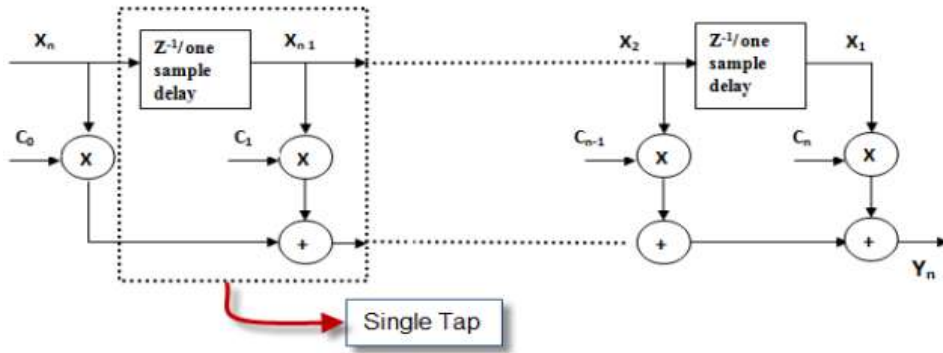 Xn
Z-1/one
sample
delay
Xn 1
X2
Z-1/one
sample
delay
X1
C0
X
C1
X
Cn-1
X
Cn
X
+
+
+
Yn
Single Tap